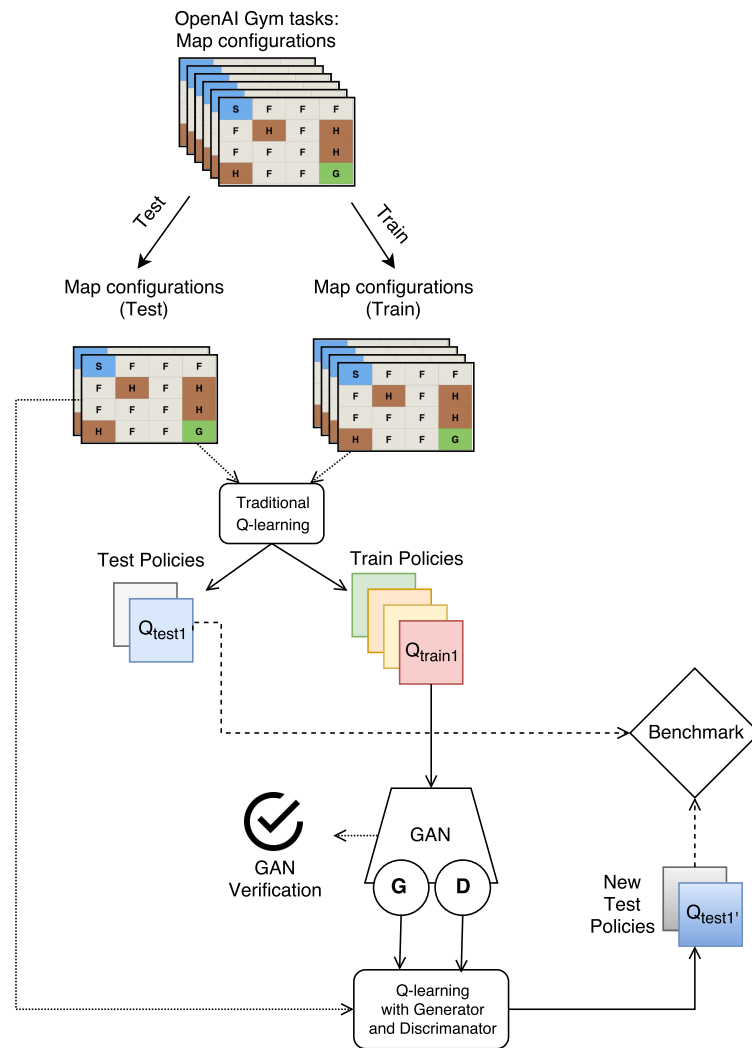 OpenAI Gym tasks:
Map configurations
S F F F
F H F H
F F F H
H F F G
Test
Train
Map configurations
(Test)
Map configurations
(Train)
S F F F
F H F H
F F F H
H F F G
S F F F
F H F H
F F F H
H F F G
Traditional
Q-learning
Test Policies
Train Policies
Qtest1
Qtrain1
Benchmark
GAN
GAN
Verification
G
D
New
Test
Policies
Qtest1'
Q-learning
with Generator
and Discrimanator